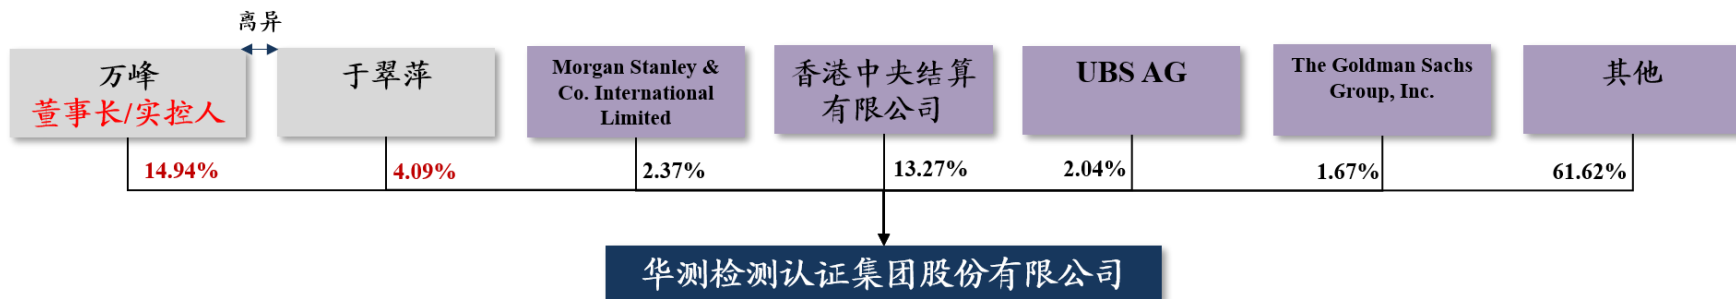 离异
万峰
董事长/实控人
于翠萍
Morgan Stanley &
Co. International
Limited
香港中央结算
有限公司
UBS AG
The Goldman Sachs
Group, Inc.
其他
14.94%
4.09%
2.37%
13.27%
2.04%
1.67%
61.62%
华测检测认证集团股份有限公司